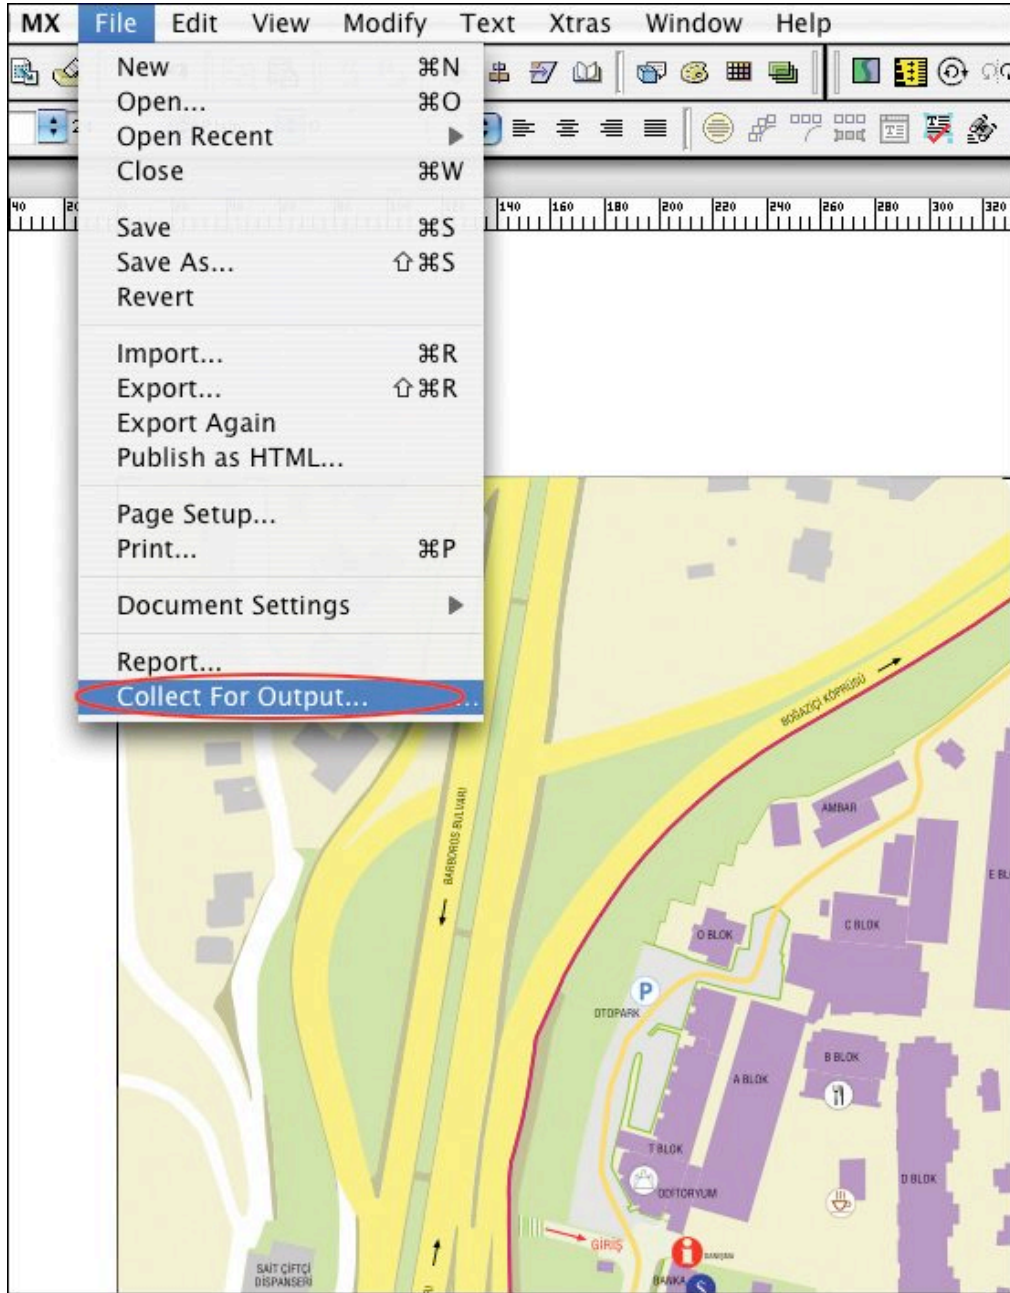 MX File Edit View Modify Text Xtras Window Help
New ⌘N
Open... ⌘O
Open Recent
Close ⌘W
40 140 160 180 200 220 240 260 280 300 320
Save ⌘S
Save As... ⇧⌘S
Revert
Import... ⌘R
Export... ⇧⌘R
Export Again
Publish as HTML...
Page Setup...
Print... ⌘P
Document Settings
Report...
Collect For Output...
BOĞAZİÇİ KÖPRÜSÜ
BARBOROS BULVARI
AMBAR
C BLOK
O BLOK
P
OTOPARK
B BLOK
A BLOK
T BLOK
D BLOK
ODİTORYUM
GİRİŞ
i
DANIŞMA
SAİT ÇİFTÇİ
DİSPANSERİ
BANKA
S